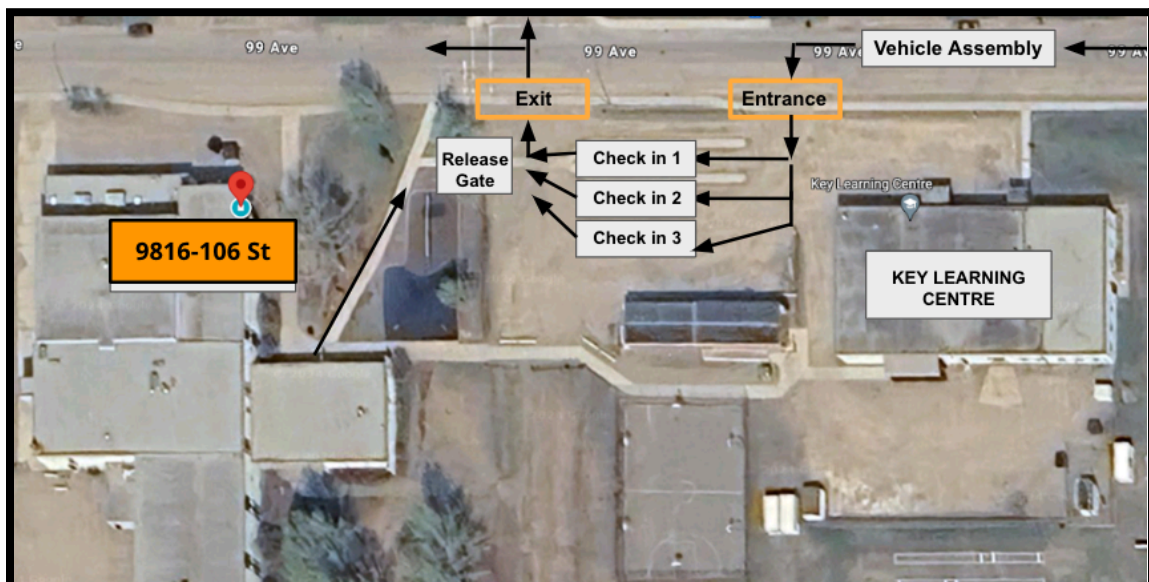 e
99 Ave
99 Ave
99 Ave
Vehicle Assembly
Exit
Entrance
Release
Gate
Check in 1
Check in 2
Check in 3
Key Learning Centre
9816-106 St
KEY LEARNING
CENTRE